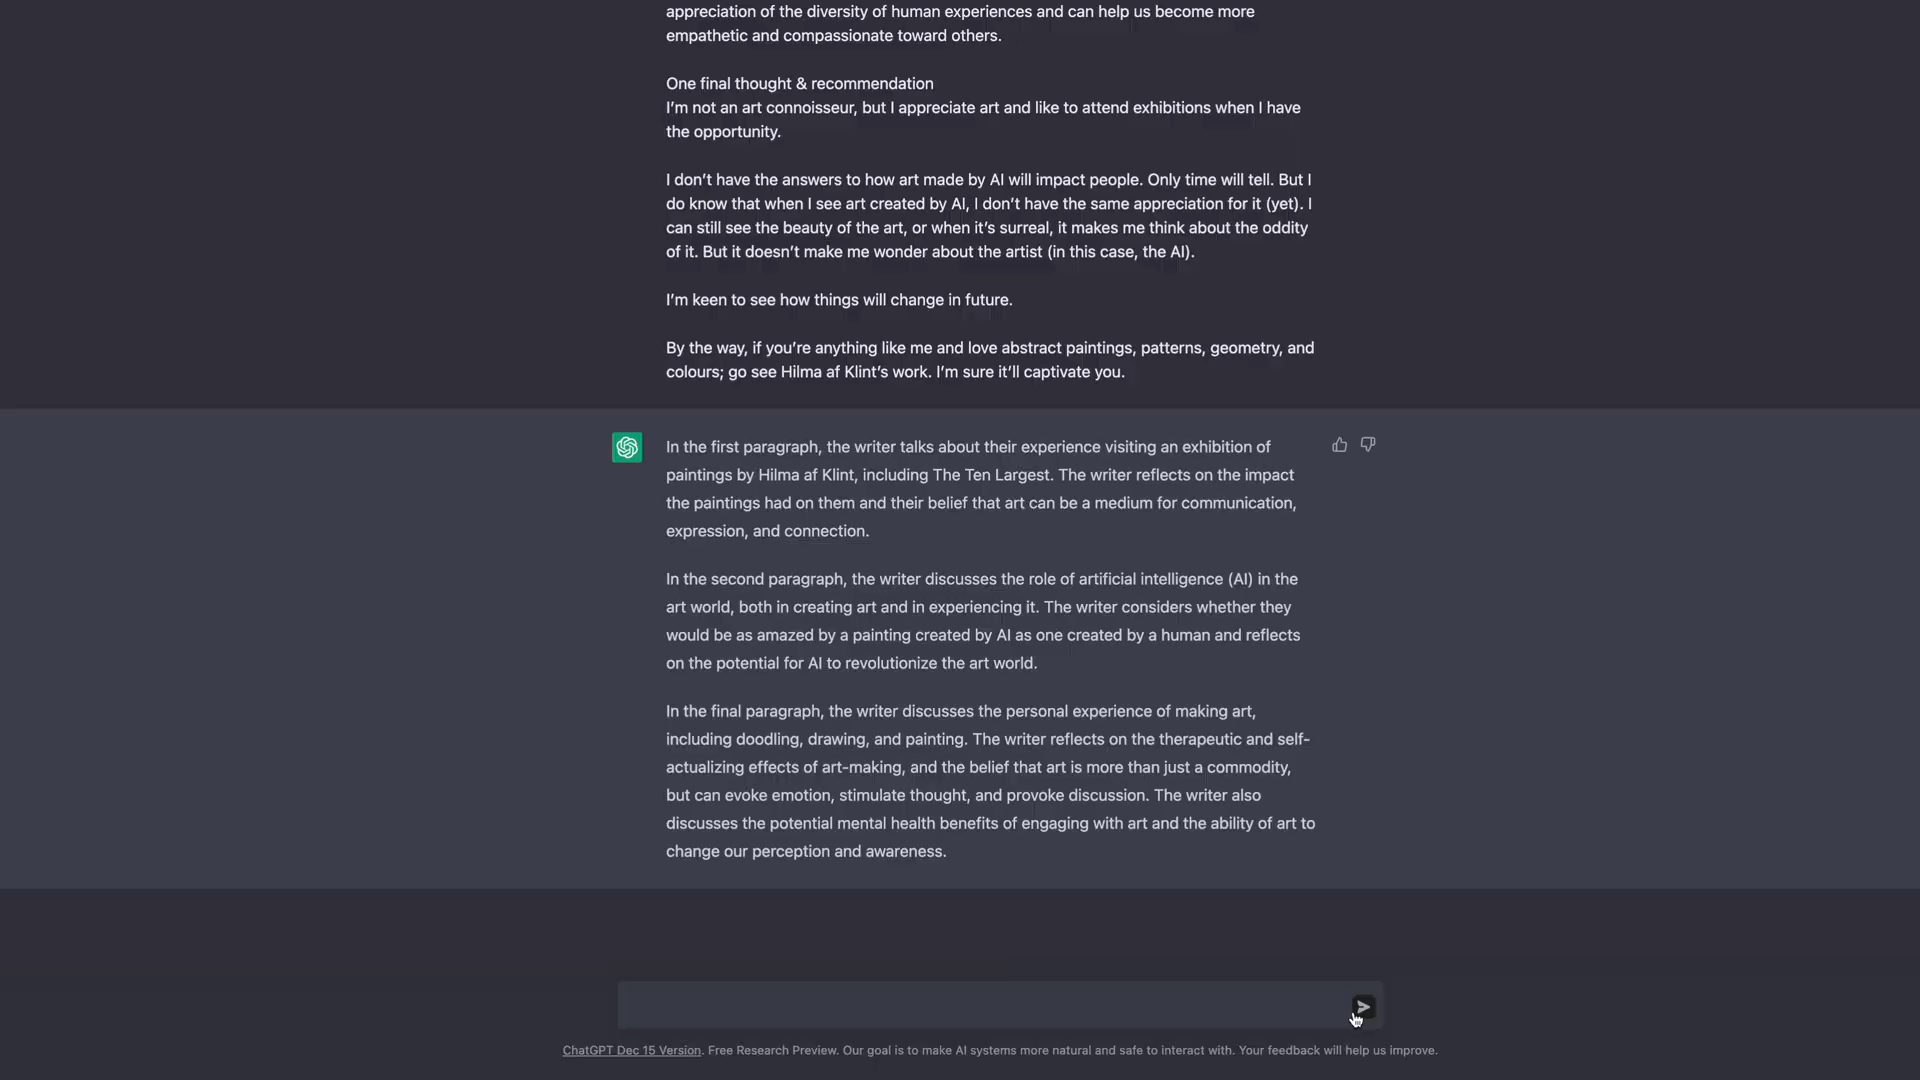 appreciation of the diversity of human experiences and can help us become more
empathetic and compassionate toward others.
One final thought & recommendation
I’m not an art connoisseur, but I appreciate art and like to attend exhibitions when I have
the opportunity.
I don’t have the answers to how art made by AI will impact people. Only time will tell. But I
do know that when I see art created by AI, I don’t have the same appreciation for it (yet). I
can still see the beauty of the art, or when it’s surreal, it makes me think about the oddity
of it. But it doesn’t make me wonder about the artist (in this case, the AI).
I’m keen to see how things will change in future.
By the way, if you’re anything like me and love abstract paintings, patterns, geometry, and
colours; go see Hilma af Klint’s work. I’m sure it’ll captivate you.
In the first paragraph, the writer talks about their experience visiting an exhibition of
paintings by Hilma af Klint, including The Ten Largest. The writer reflects on the impact
the paintings had on them and their belief that art can be a medium for communication,
expression, and connection.
In the second paragraph, the writer discusses the role of artificial intelligence (AI) in the
art world, both in creating art and in experiencing it. The writer considers whether they
would be as amazed by a painting created by AI as one created by a human and reflects
on the potential for AI to revolutionize the art world.
In the final paragraph, the writer discusses the personal experience of making art,
including doodling, drawing, and painting. The writer reflects on the therapeutic and self-
actualizing effects of art-making, and the belief that art is more than just a commodity,
but can evoke emotion, stimulate thought, and provoke discussion. The writer also
discusses the potential mental health benefits of engaging with art and the ability of art to
change our perception and awareness.
ChatGPT Dec 15 Version. Free Research Preview. Our goal is to make AI systems more natural and safe to interact with. Your feedback will help us improve.